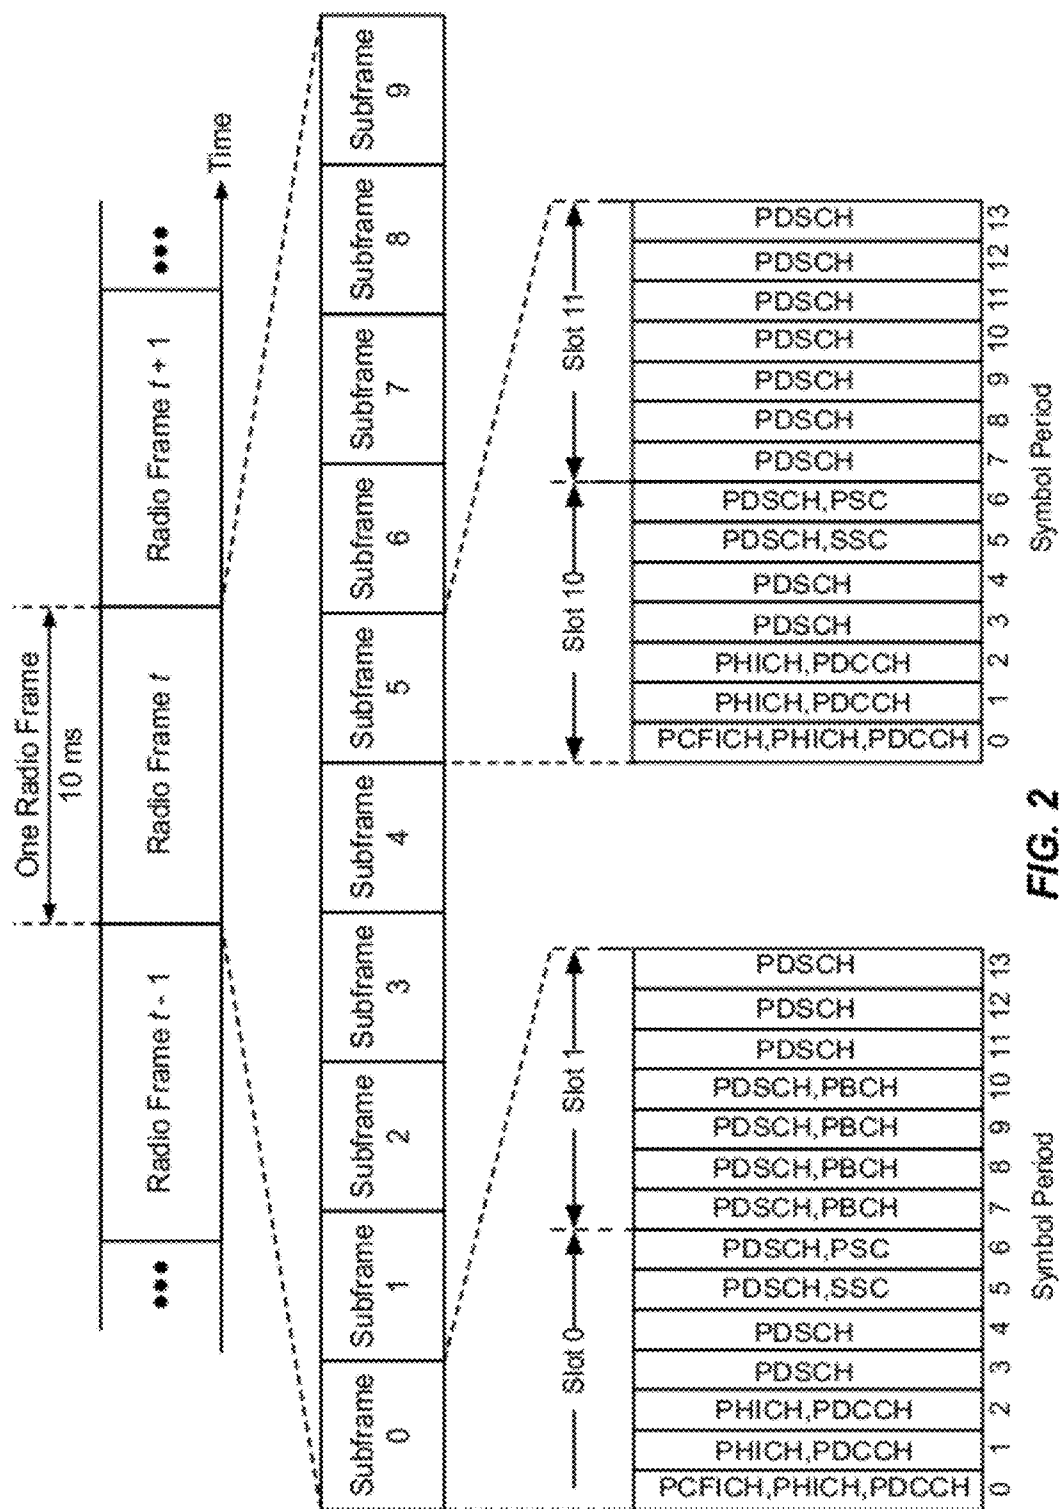 One Radio Frame
10 ms
Radio Frame t - 1
Radio Frame t
Radio Frame t + 1
Time
Subframe
0
Subframe
1
Subframe
2
Subframe
3
Subframe
4
Subframe
5
Subframe
6
Subframe
7
Subframe
8
Subframe
9
Slot 0
Slot 1
PCFICH,PHICH,PDCCH
PHICH,PDCCH
PHICH,PDCCH
PDSCH
PDSCH
PDSCH,SSC
PDSCH,PSC
PDSCH,PBCH
PDSCH,PBCH
PDSCH,PBCH
PDSCH,PBCH
PDSCH
PDSCH
PDSCH
0 1 2 3 4 5 6 7 8 9 10 11 12 13
Symbol Period
Slot 10
Slot 11
PCFICH,PHICH,PDCCH
PHICH,PDCCH
PHICH,PDCCH
PDSCH
PDSCH
PDSCH,SSC
PDSCH,PSC
PDSCH
PDSCH
PDSCH
PDSCH
PDSCH
PDSCH
PDSCH
0 1 2 3 4 5 6 7 8 9 10 11 12 13
Symbol Period
FIG. 2